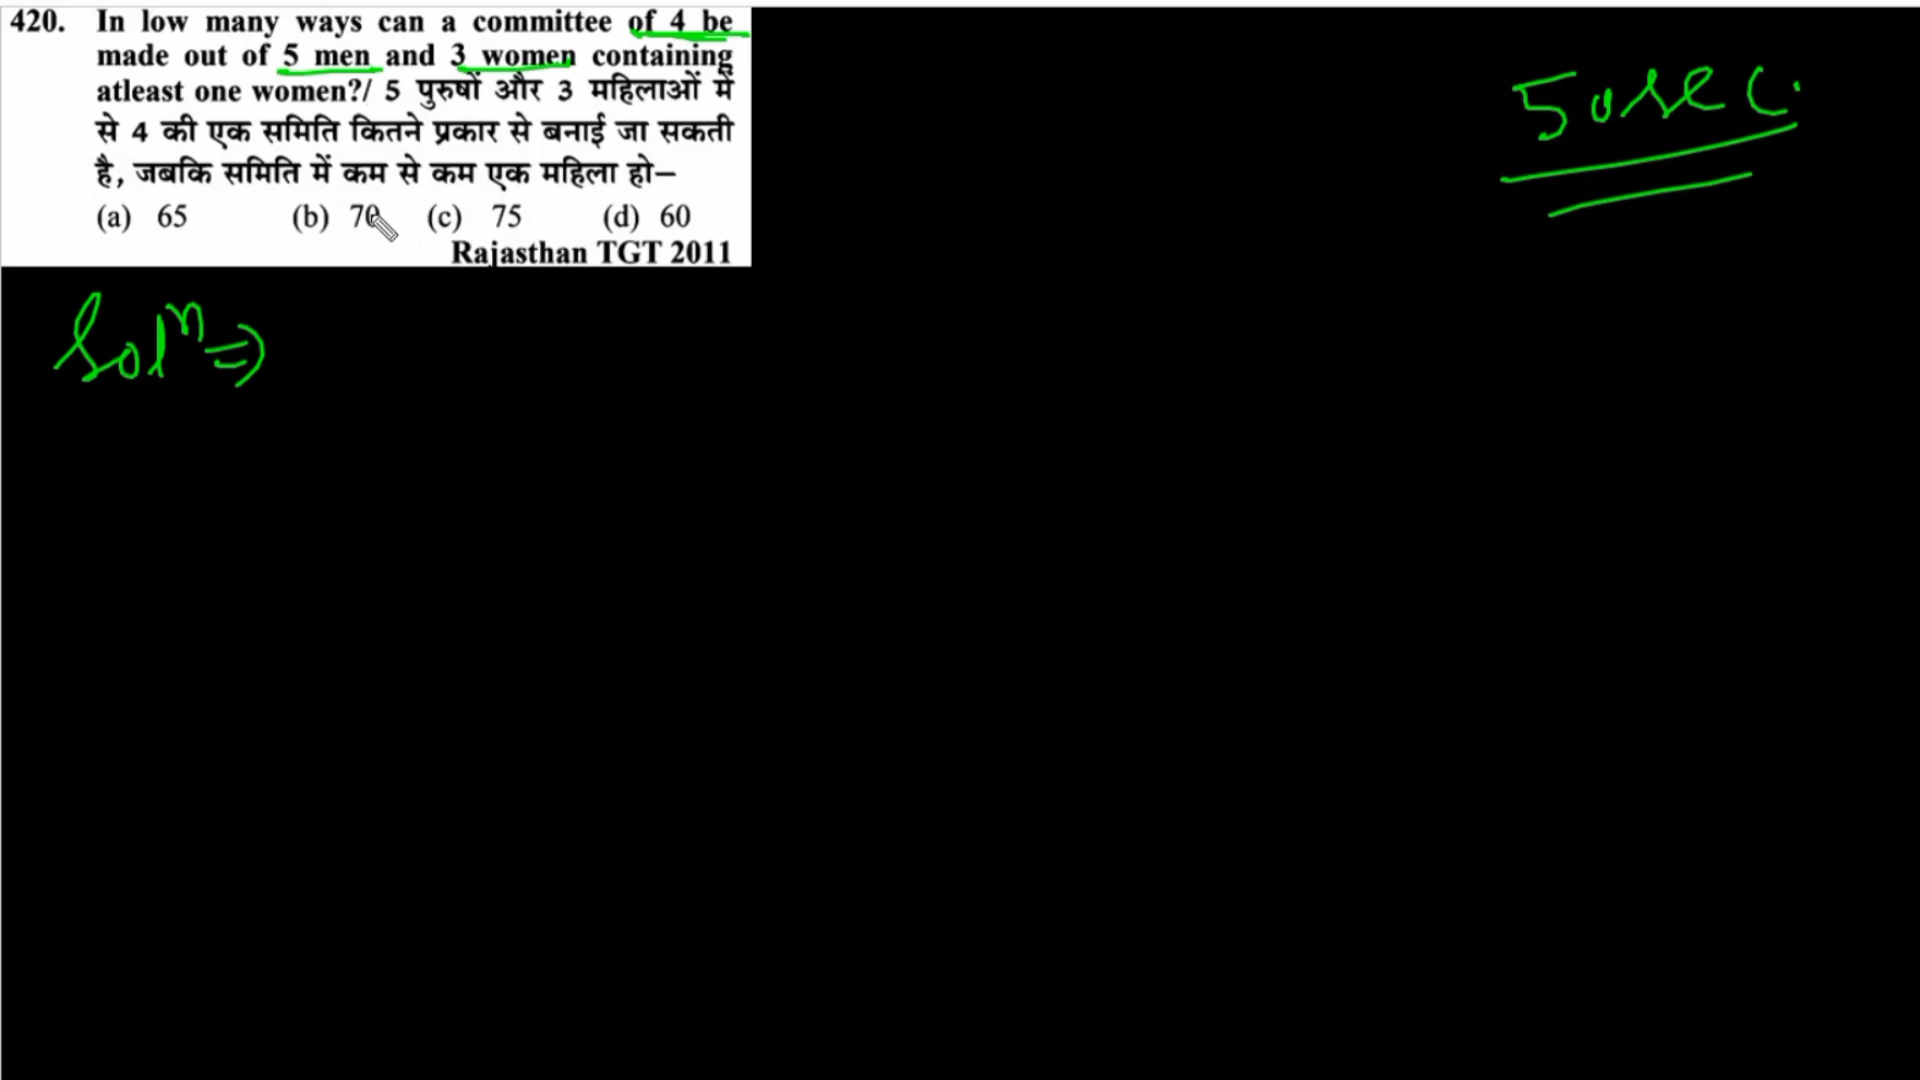 420. In low many ways can a committee of 4 be
made out of 5 men and 3 women containing
atleast one women?/ 5 पुरुषों और 3 महिलाओं में
से 4 की एक समिति कितने प्रकार से बनाई जा सकती
है, जबकि समिति में कम से कम एक महिला हो–
(a) 65 (b) 70 (c) 75 (d) 60
Rajasthan TGT 2011
50 sec.
Solⁿ⇒